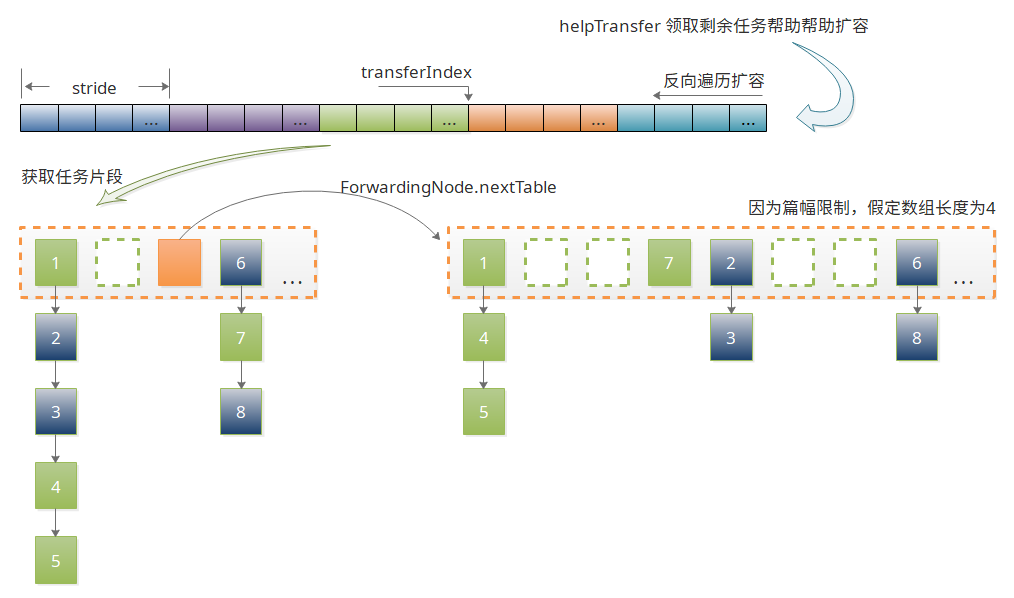 helpTransfer 领取剩余任务帮助帮助扩容
stride
transferIndex
反向遍历扩容
... ... ... ... ...
获取任务片段
ForwardingNode.nextTable
因为篇幅限制，假定数组长度为4
1 6 ... 1 7 2 6 ...
2 7 4 3 8
3 8 5
4
5